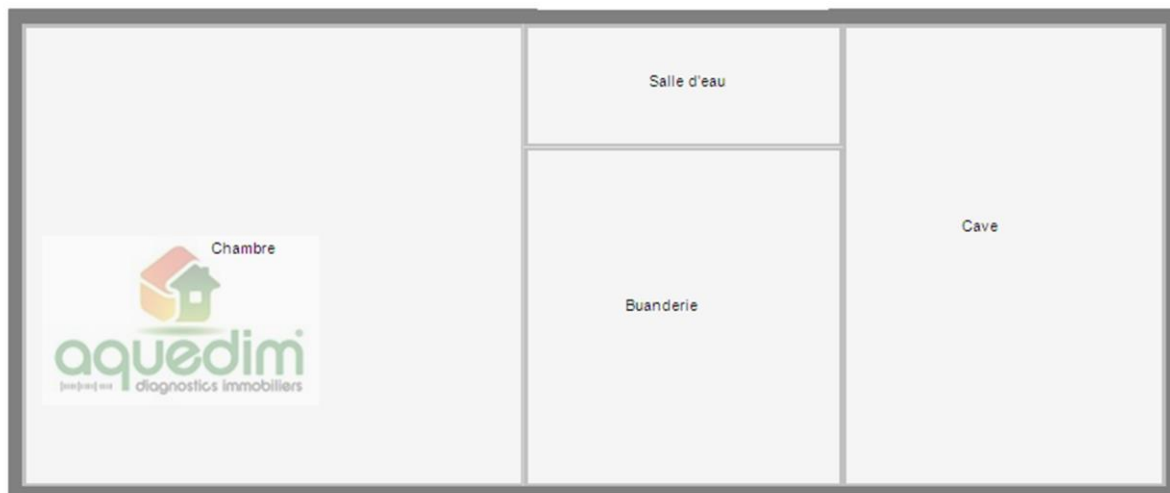 Salle d'eau
Cave
Chambre
Buanderie
aquedim
diagnostics immobiliers